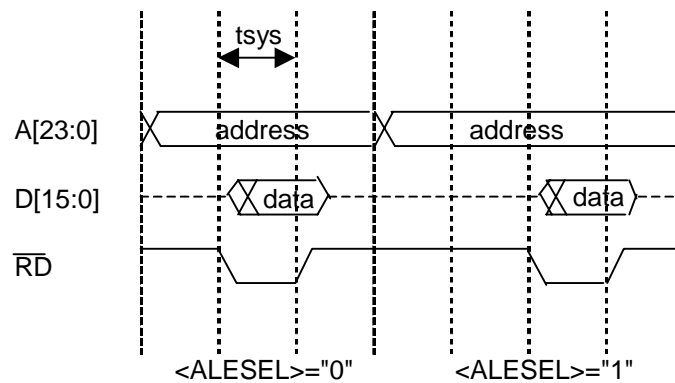 tsys
A[23:0] address address
D[15:0] data data
RD
<ALESEL>="0" <ALESEL>="1"